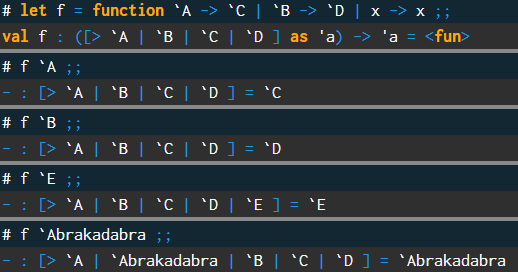 # let f = function `A -> `C | `B -> `D | x -> x ;;
val f : ([> `A | `B | `C | `D ] as 'a) -> 'a = <fun>
# f `A ;;
- : [> `A | `B | `C | `D ] = `C
# f `B ;;
- : [> `A | `B | `C | `D ] = `D
# f `E ;;
- : [> `A | `B | `C | `D | `E ] = `E
# f `Abrakadabra ;;
- : [> `A | `Abrakadabra | `B | `C | `D ] = `Abrakadabra